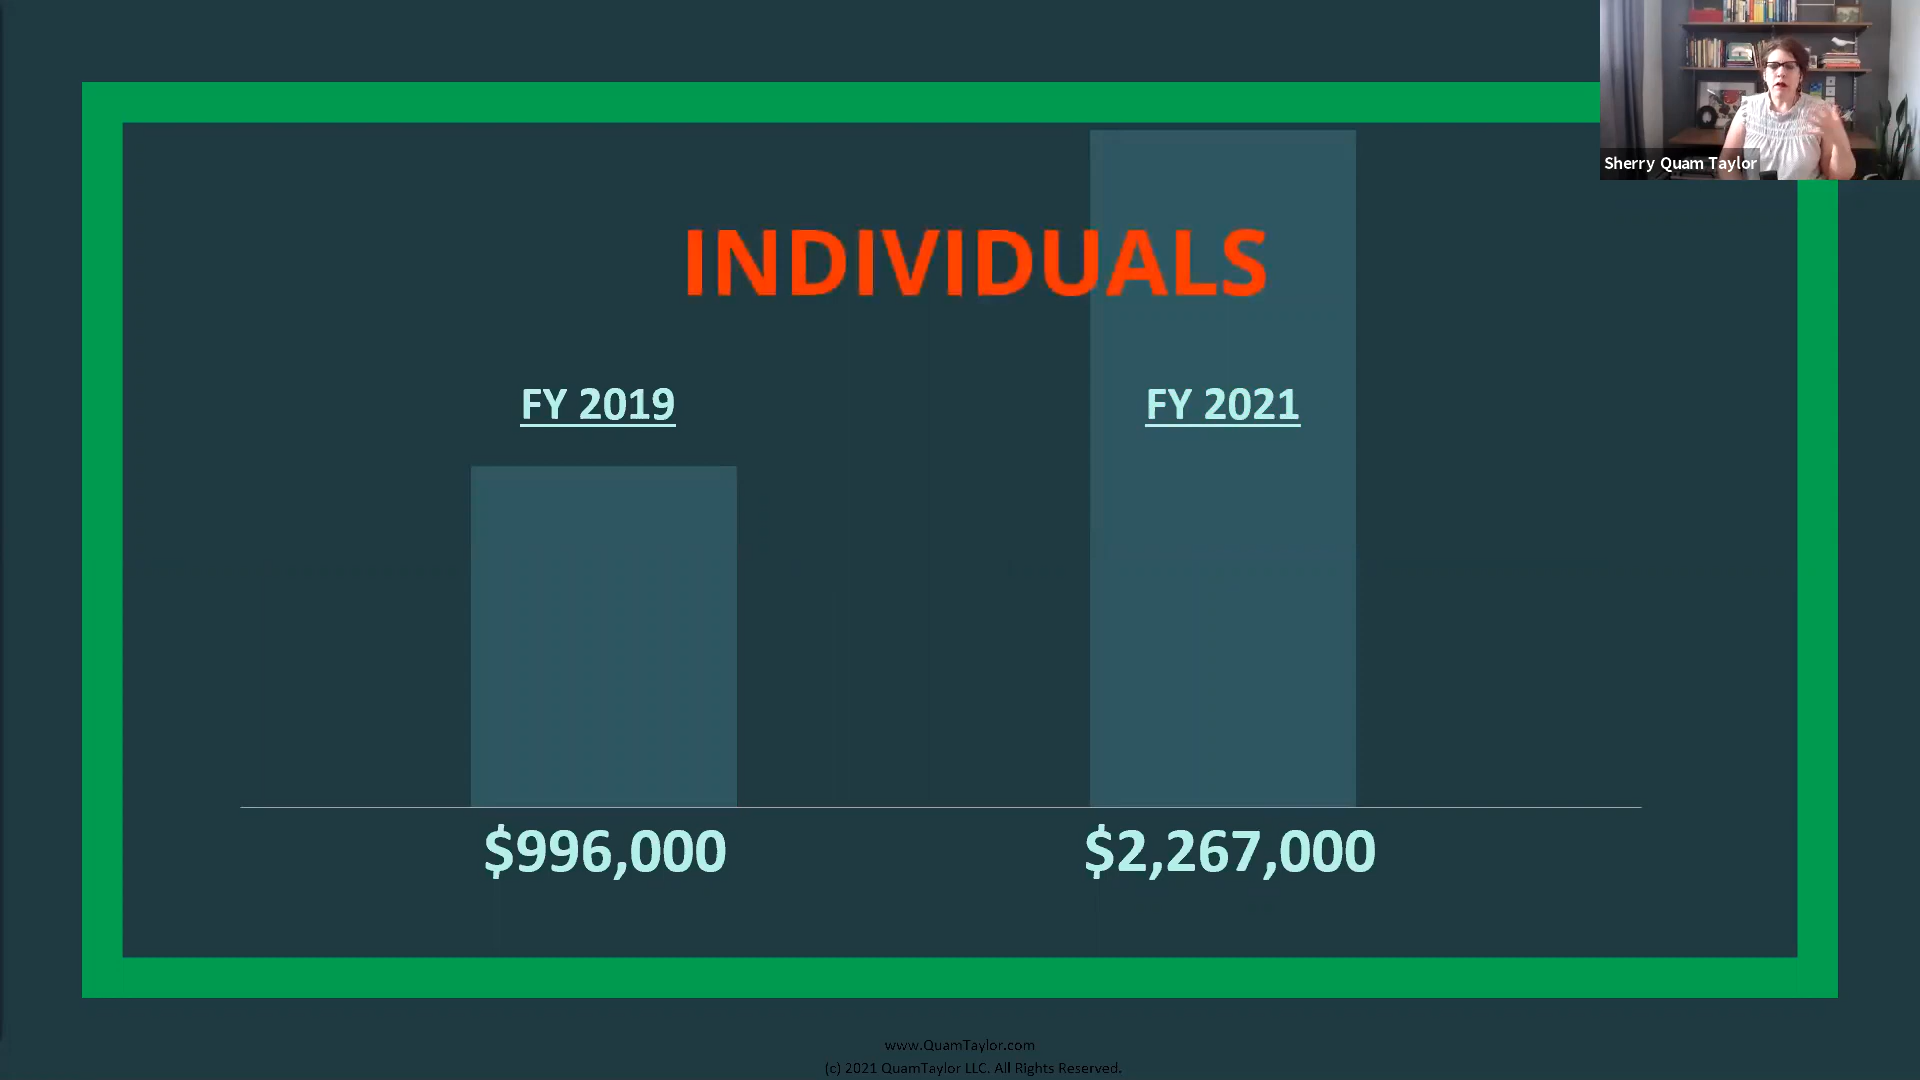 Sherry Quam Taylor
INDIVIDUALS
FY 2019
FY 2021
$996,000
$2,267,000
www.QuamTaylor.com
(c) 2021 QuamTaylor LLC. All Rights Reserved.